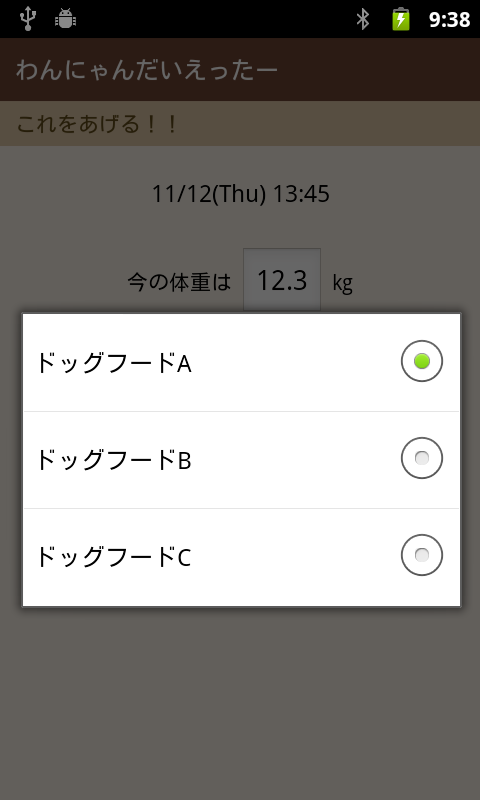 9:38
わんにゃんだいえったー
これをあげる！！
11/12(Thu) 13:45
今の体重は 12.3 kg
ドッグフードA
ドッグフードB
ドッグフードC